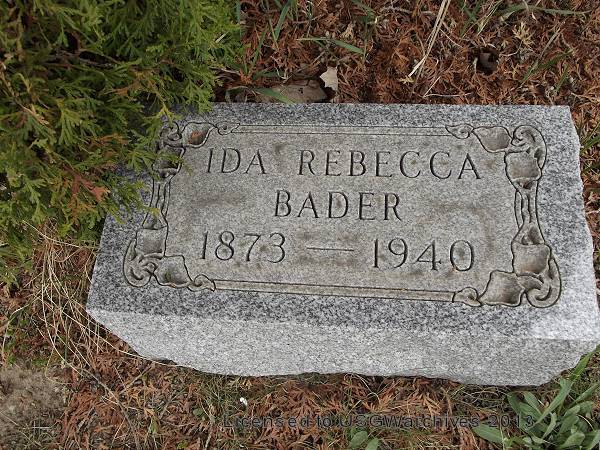 IDA REBECCA
BADER
1873 — 1940
Licensed to USGWarchives 2013